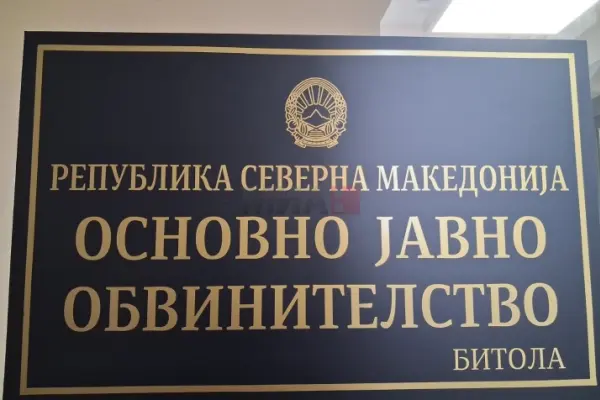 РЕПУБЛИКА СЕВЕРНА МАКЕДОНИЈА
ОСНОВНО ЈАВНО
ОБВИНИТЕЛСТВО
БИТОЛА